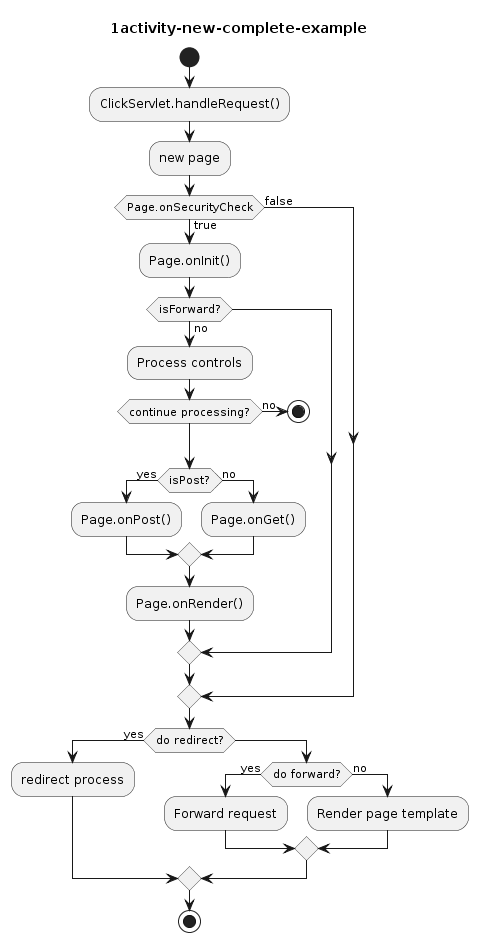 1activity-new-complete-example
ClickServlet.handleRequest()
new page
Page.onSecurityCheck
false
true
Page.onInit()
isForward?
no
Process controls
continue processing?
no
isPost?
yes
no
Page.onPost()
Page.onGet()
Page.onRender()
do redirect?
yes
redirect process
do forward?
yes
no
Forward request
Render page template